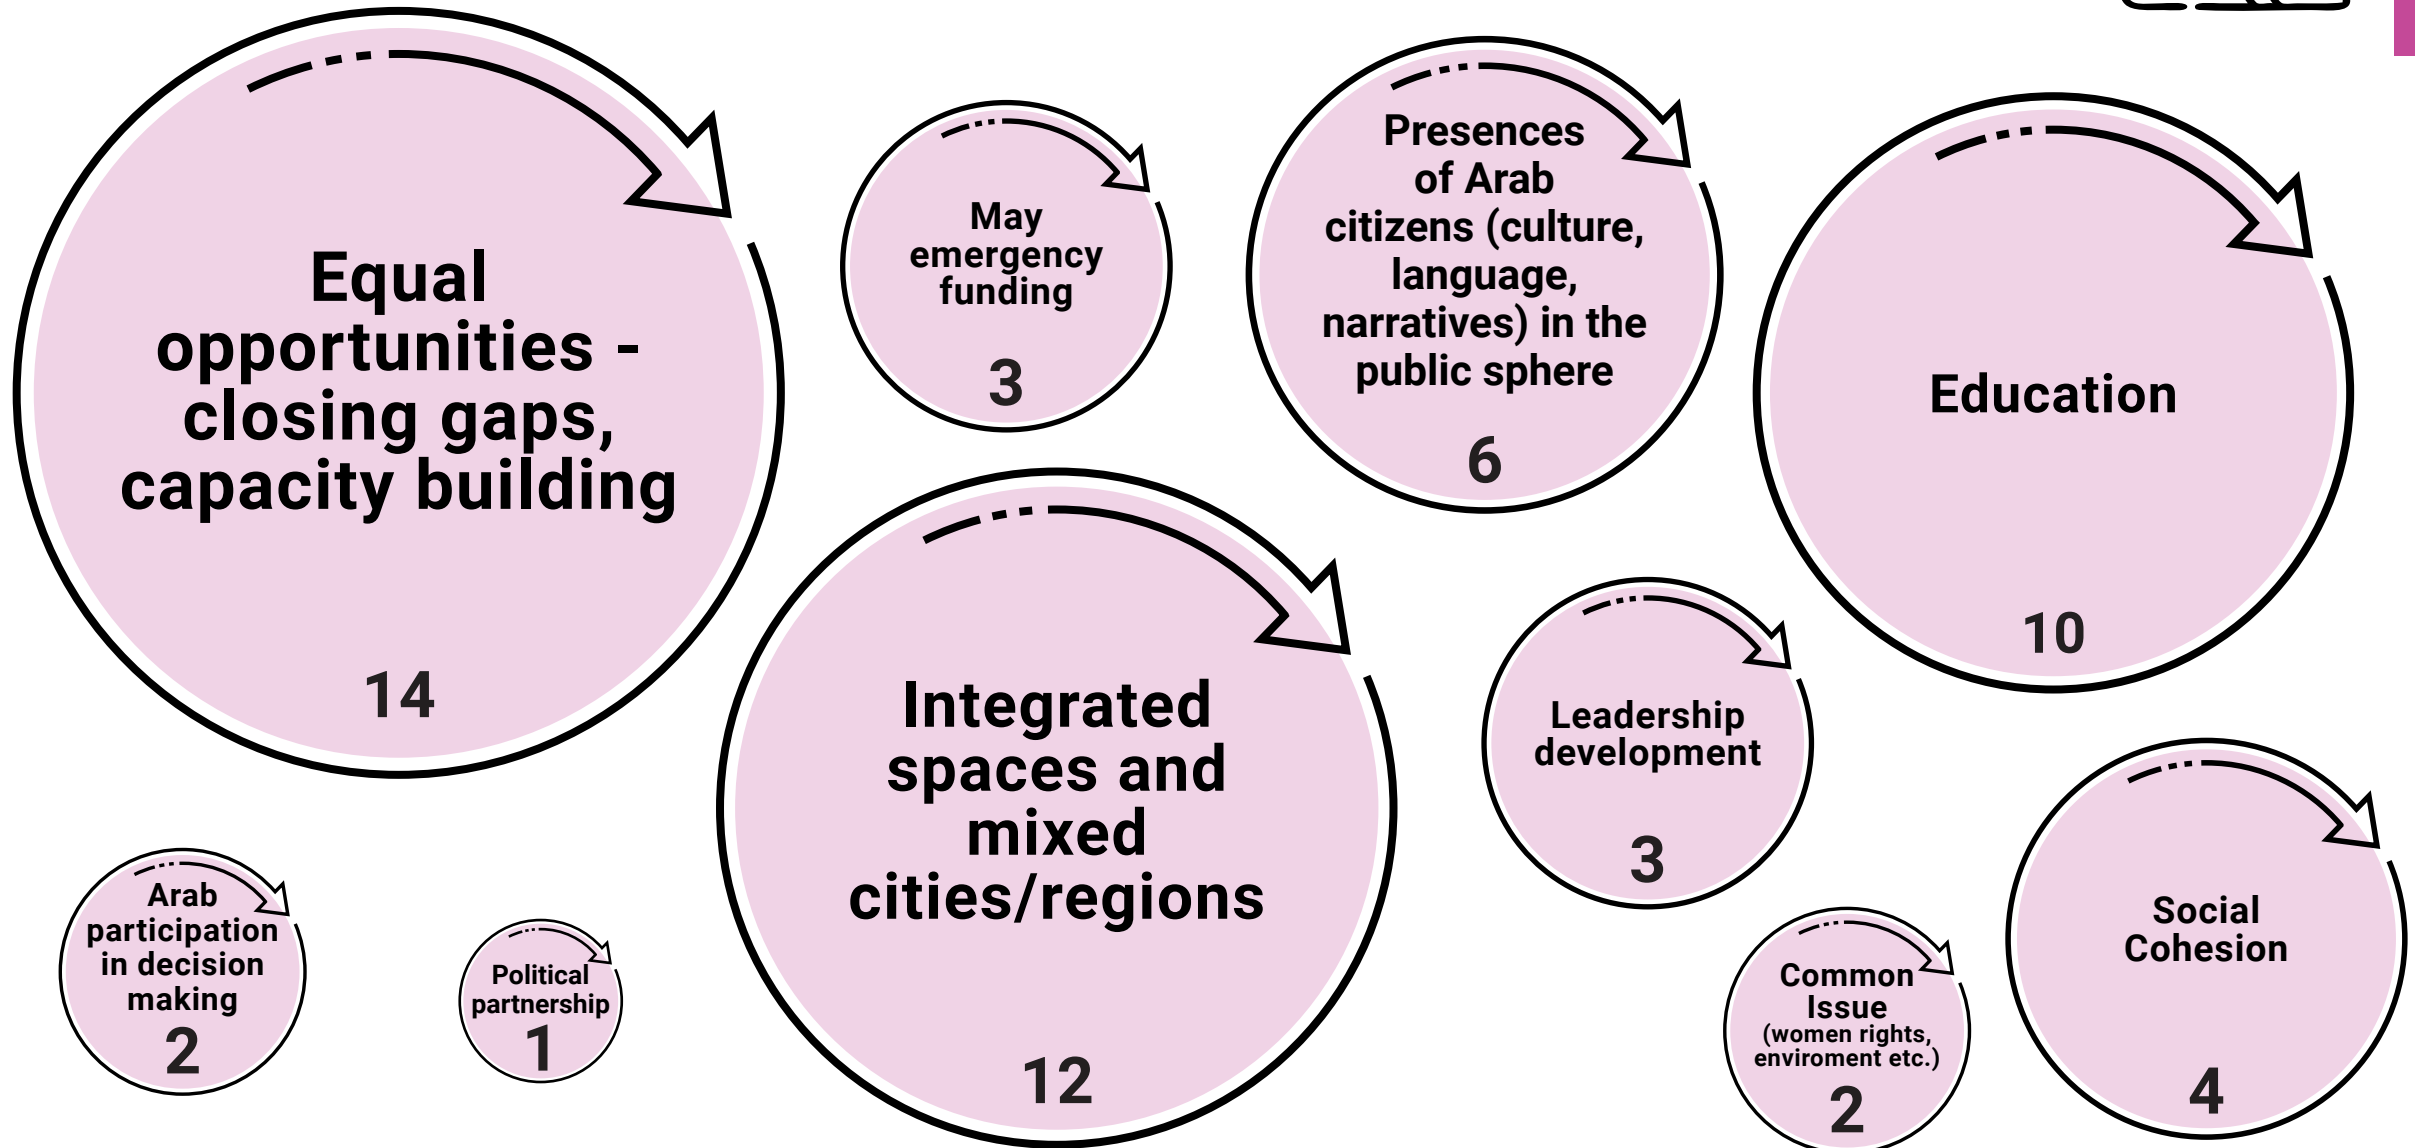 Equal
opportunities -
closing gaps,
capacity building
14
May
emergency
funding
3
Presences
of Arab
citizens (culture,
language,
narratives) in the
public sphere
6
Education
10
Integrated
spaces and
mixed
cities/regions
12
Leadership
development
3
Arab
participation
in decision
making
2
Political
partnership
1
Common
Issue
(women rights,
enviroment etc.)
2
Social
Cohesion
4